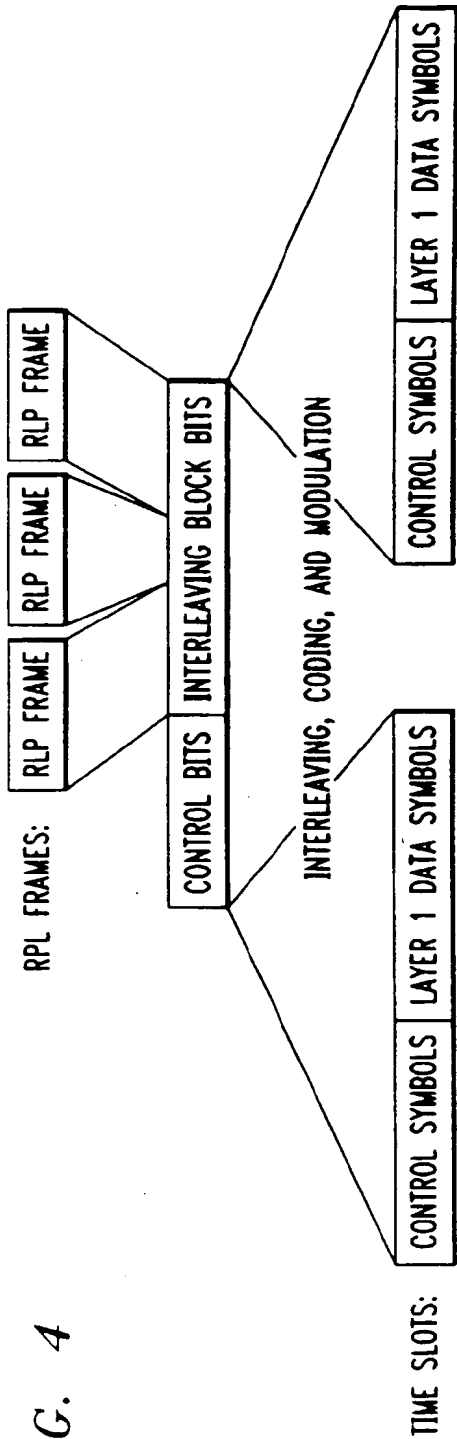 G. 4
RPL FRAMES:
RLP FRAME RLP FRAME RLP FRAME
CONTROL BITS INTERLEAVING BLOCK BITS
INTERLEAVING, CODING, AND MODULATION
TIME SLOTS:
CONTROL SYMBOLS LAYER 1 DATA SYMBOLS CONTROL SYMBOLS LAYER 1 DATA SYMBOLS